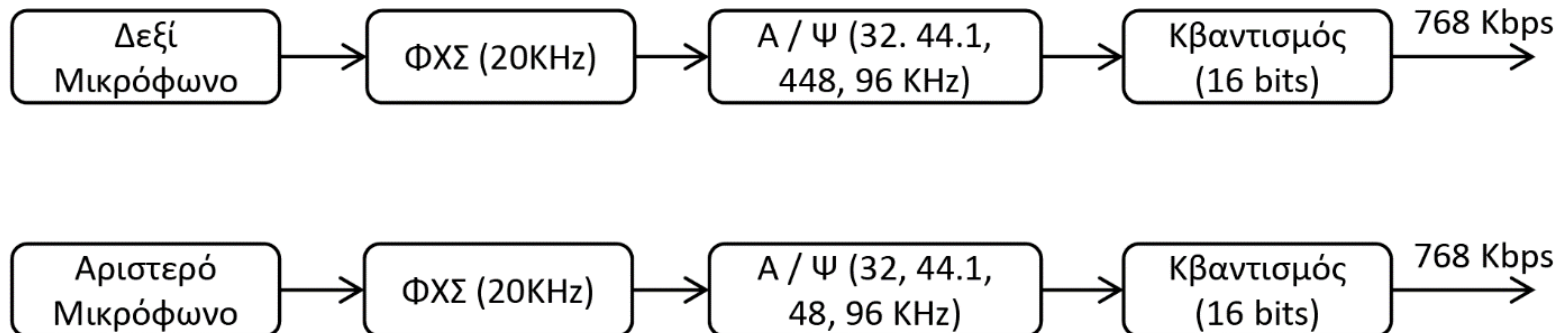 Δεξί
Μικρόφωνο
ΦΧΣ (20KHz)
Α / Ψ (32. 44.1,
448, 96 KHz)
Κβαντισμός
(16 bits)
768 Kbps
Αριστερό
Μικρόφωνο
ΦΧΣ (20KHz)
Α / Ψ (32, 44.1,
48, 96 KHz)
Κβαντισμός
(16 bits)
768 Kbps